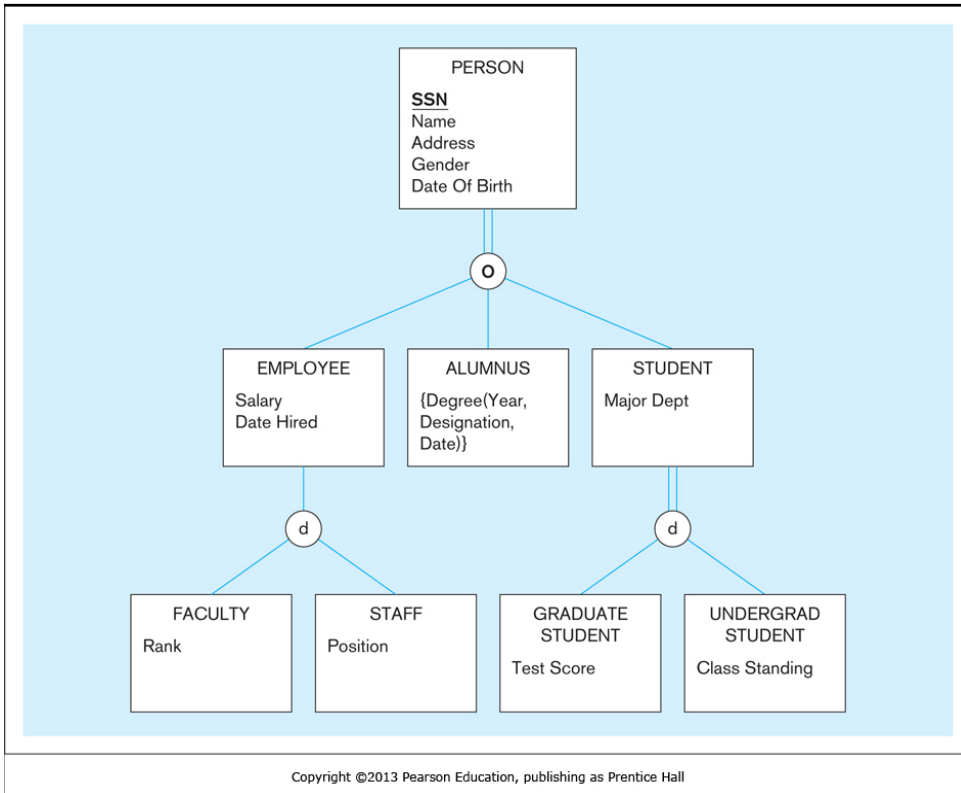 PERSON
SSN
Name
Address
Gender
Date Of Birth
O
EMPLOYEE
Salary
Date Hired
ALUMNUS
{Degree(Year,
Designation,
Date)}
STUDENT
Major Dept
d
d
FACULTY
Rank
STAFF
Position
GRADUATE
STUDENT
Test Score
UNDERGRAD
STUDENT
Class Standing
Copyright ©2013 Pearson Education, publishing as Prentice Hall